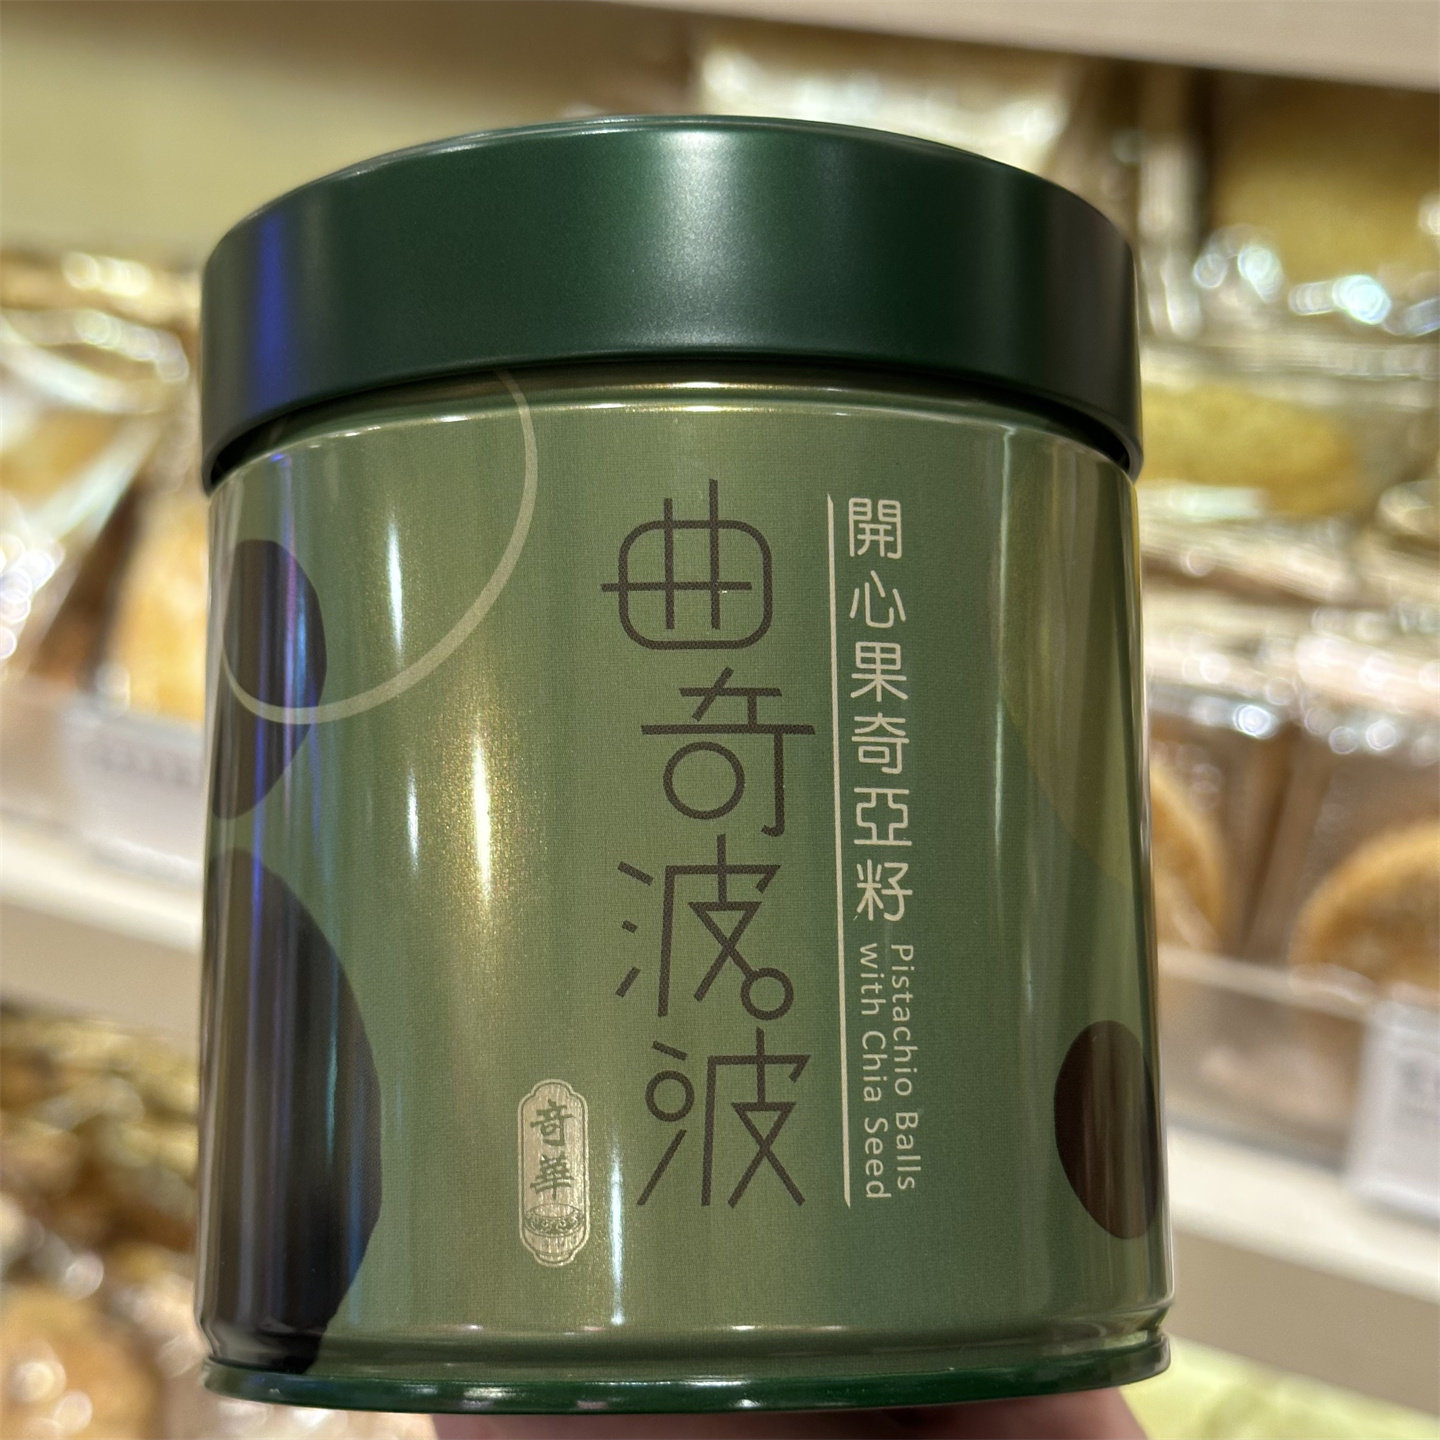 開心果奇亞籽
Pistachio Balls
with Chia Seed
曲奇波波
奇華